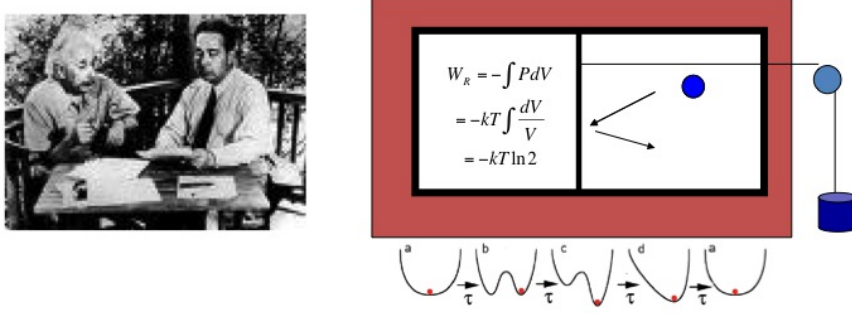 W_R = -∫ PdV
= -kT ∫ dV/V
= -kT ln 2
a b c d a
τ τ τ τ